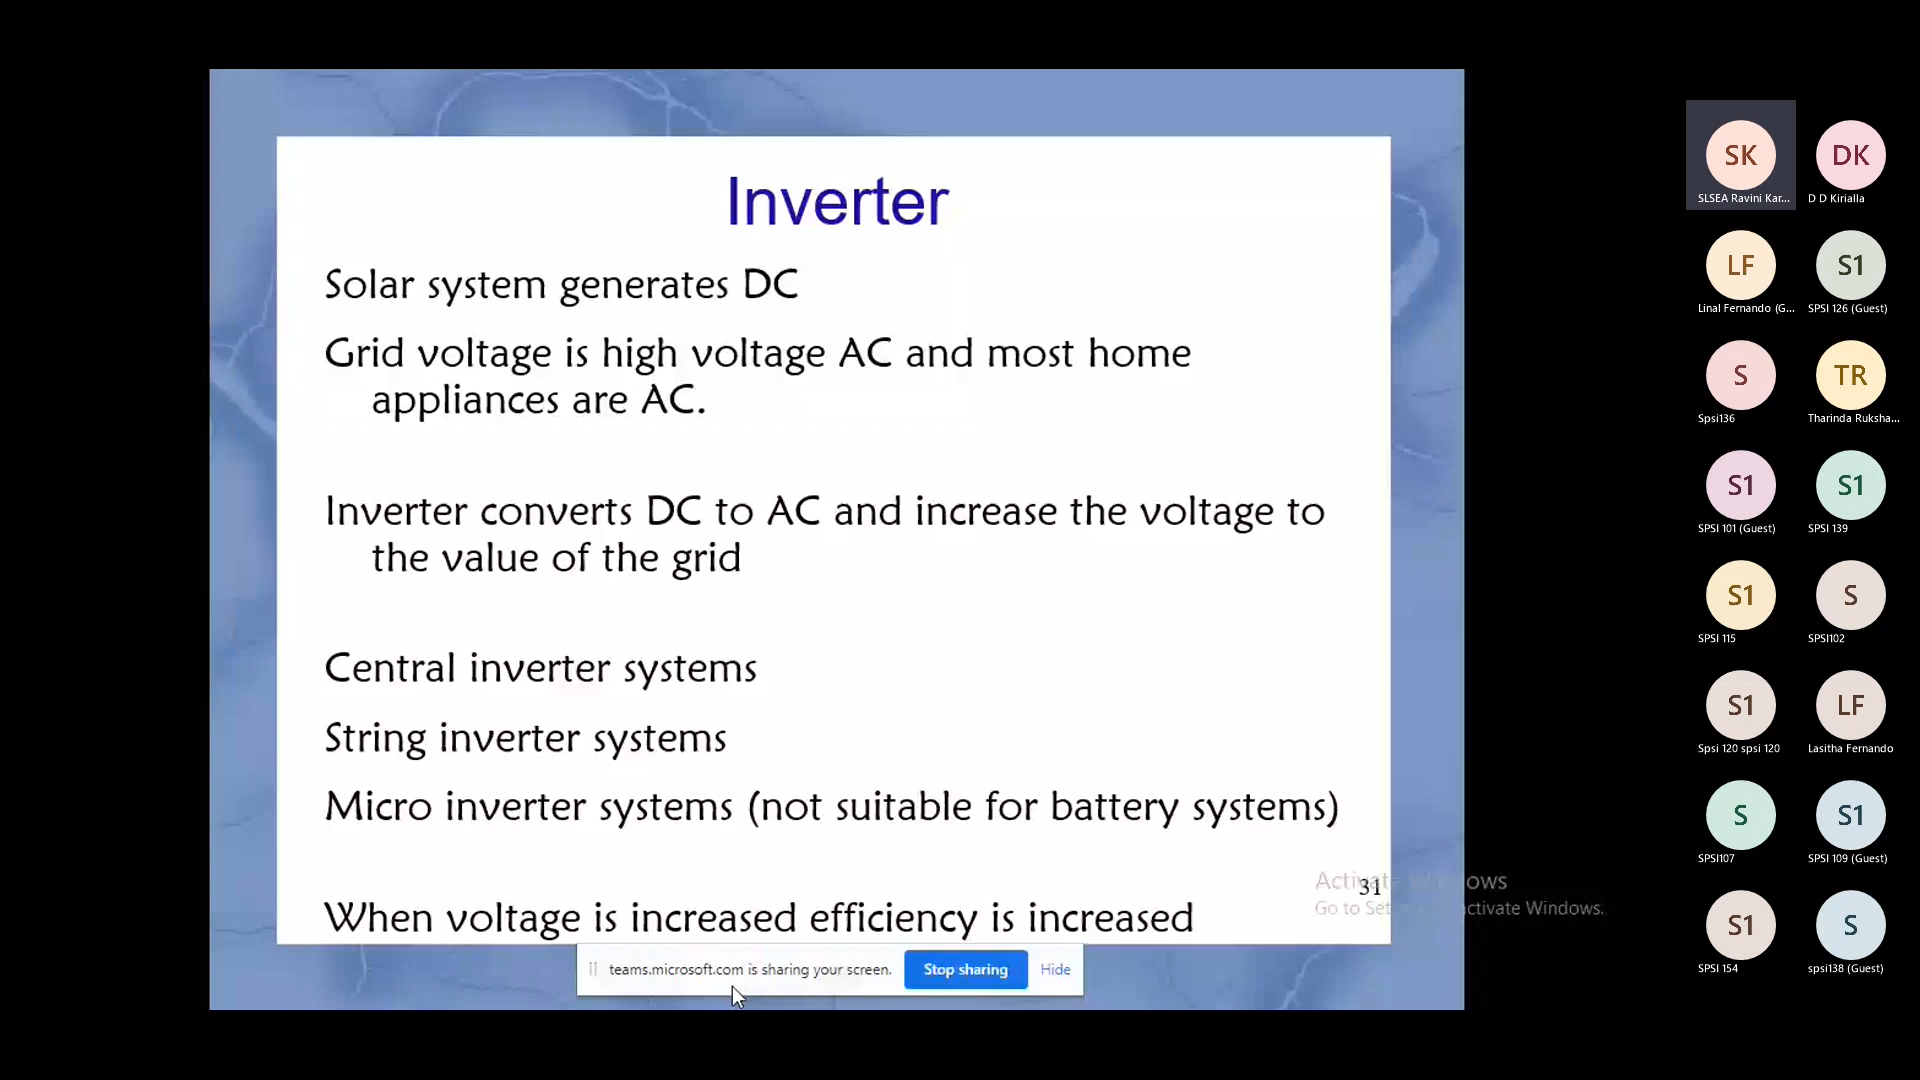 Inverter
Solar system generates DC
Grid voltage is high voltage AC and most home
appliances are AC.
Inverter converts DC to AC and increase the voltage to
the value of the grid
Central inverter systems
String inverter systems
Micro inverter systems (not suitable for battery systems)
31
When voltage is increased efficiency is increased
Go to Set
activate Windows.
teams.microsoft.com is sharing your screen.
Stop sharing
Hide
SK
DK
SLSEA Ravini Kar...
D D Kirialla
LF
S1
Linal Fernando (G...
SPSI 126 (Guest)
S
TR
Spsi136
Tharinda Ruksha...
S1
S1
SPSI 101 (Guest)
SPSI 139
S1
S
SPSI 115
SPSI102
S1
LF
Spsi 120 spsi 120
Lasitha Fernando
S
S1
SPSI107
SPSI 109 (Guest)
S1
S
SPSI 154
spsi138 (Guest)